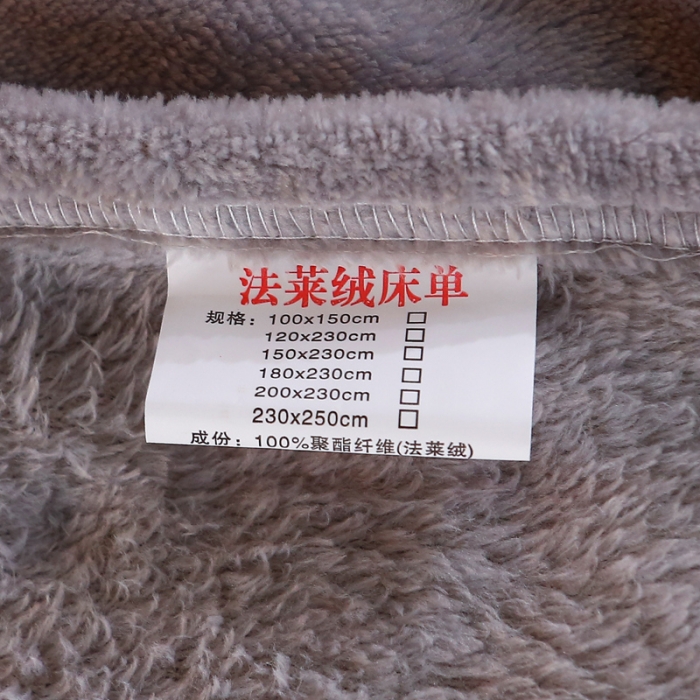 法莱绒床单
规格：100x150cm □
120x230cm □
150x230cm □
180x230cm □
200x230cm □
230x250cm □
成份：100%聚酯纤维(法莱绒)